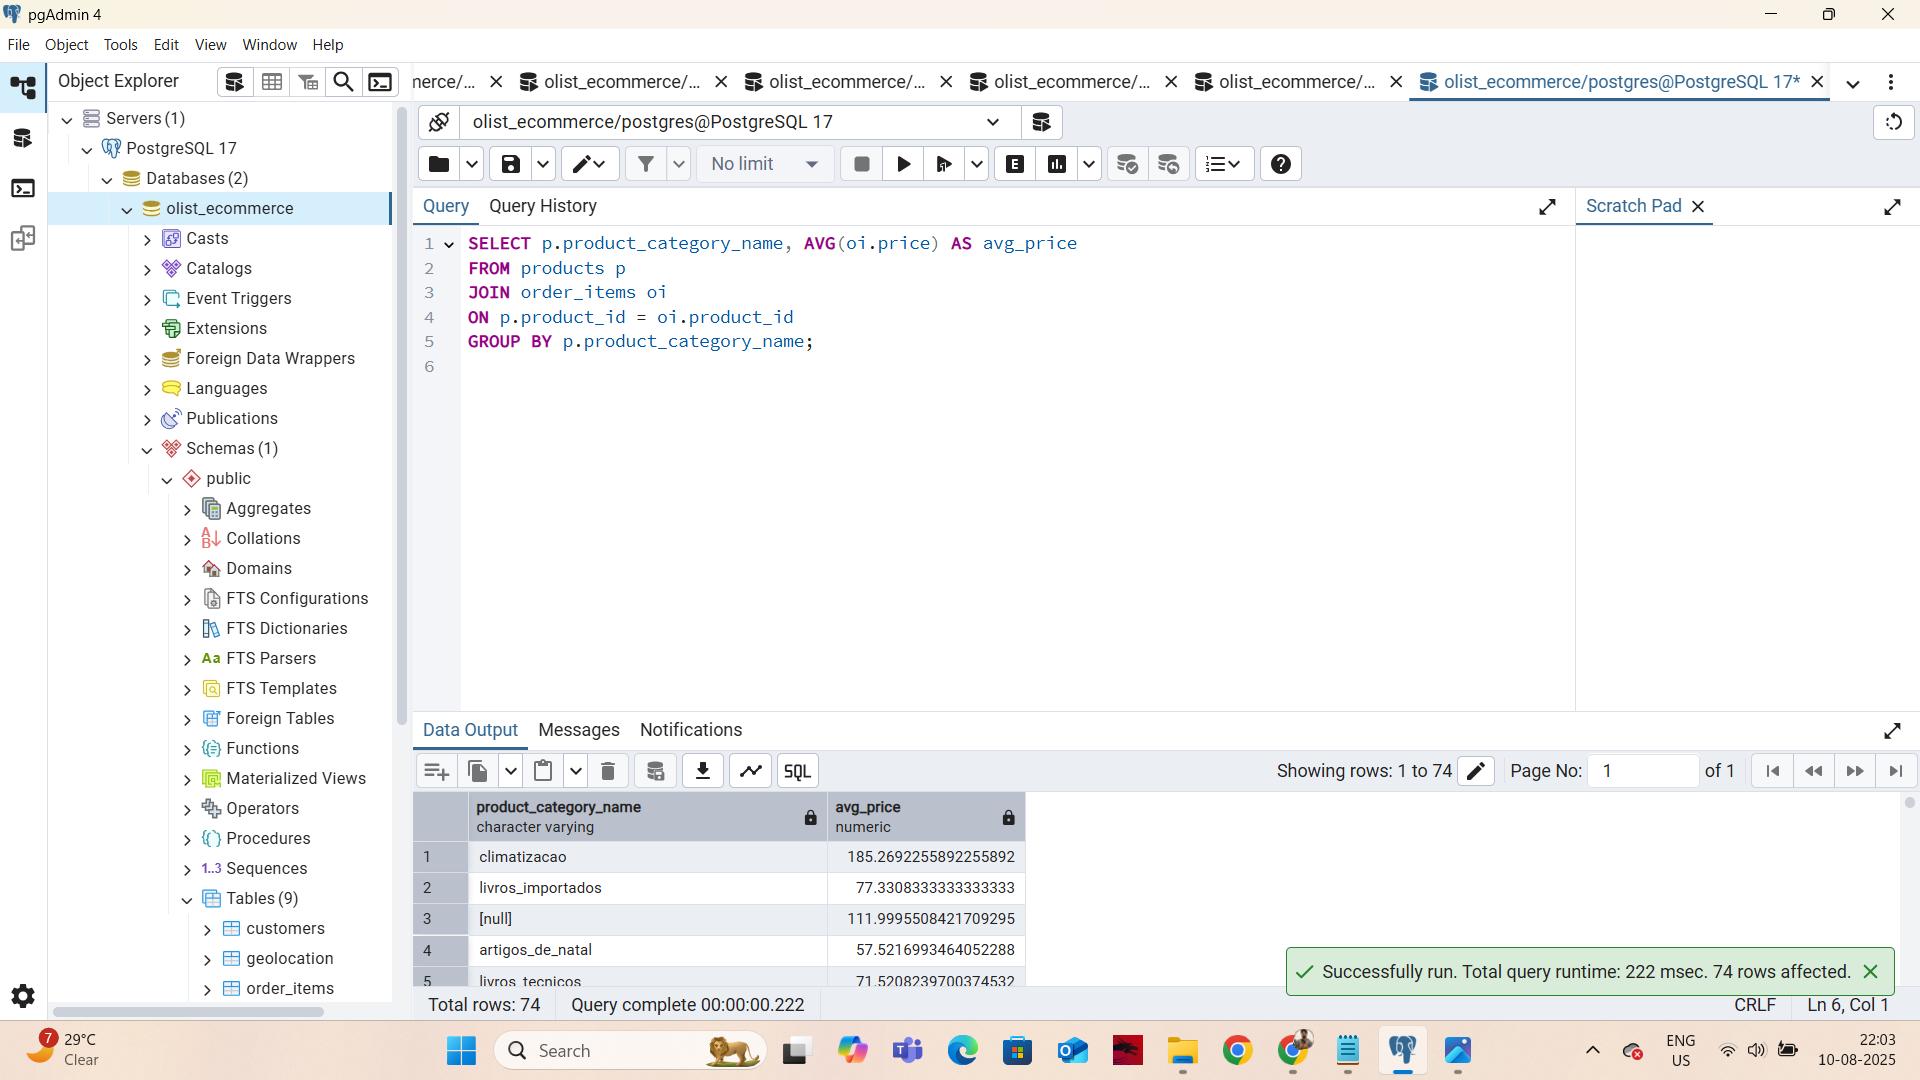 pgAdmin 4
File Object Tools Edit View Window Help
Object Explorer
merce/... olist_ecommerce/... olist_ecommerce/... olist_ecommerce/... olist_ecommerce/... olist_ecommerce/postgres@PostgreSQL 17*
Servers (1)
PostgreSQL 17
Databases (2)
olist_ecommerce
Casts
Catalogs
Event Triggers
Extensions
Foreign Data Wrappers
Languages
Publications
Schemas (1)
public
Aggregates
Collations
Domains
FTS Configurations
FTS Dictionaries
Aa FTS Parsers
FTS Templates
Foreign Tables
Functions
Materialized Views
Operators
Procedures
1..3 Sequences
Tables (9)
customers
geolocation
order_items
olist_ecommerce/postgres@PostgreSQL 17
No limit
E
Query Query History
Scratch Pad
1 SELECT p.product_category_name, AVG(oi.price) AS avg_price
2 FROM products p
3 JOIN order_items oi
4 ON p.product_id = oi.product_id
5 GROUP BY p.product_category_name;
6
Data Output Messages Notifications
SQL
Showing rows: 1 to 74 Page No: 1 of 1
product_category_name avg_price
character varying numeric
1 climatizacao 185.2692255892255892
2 livros_importados 77.3308333333333333
3 [null] 111.9995508421709295
4 artigos_de_natal 57.5216993464052288
5 livros_tecnicos 71.5208239700374532
Successfully run. Total query runtime: 222 msec. 74 rows affected.
Total rows: 74 Query complete 00:00:00.222 CRLF Ln 6, Col 1
7
29°C
Clear
Search
ENG
US
22:03
10-08-2025